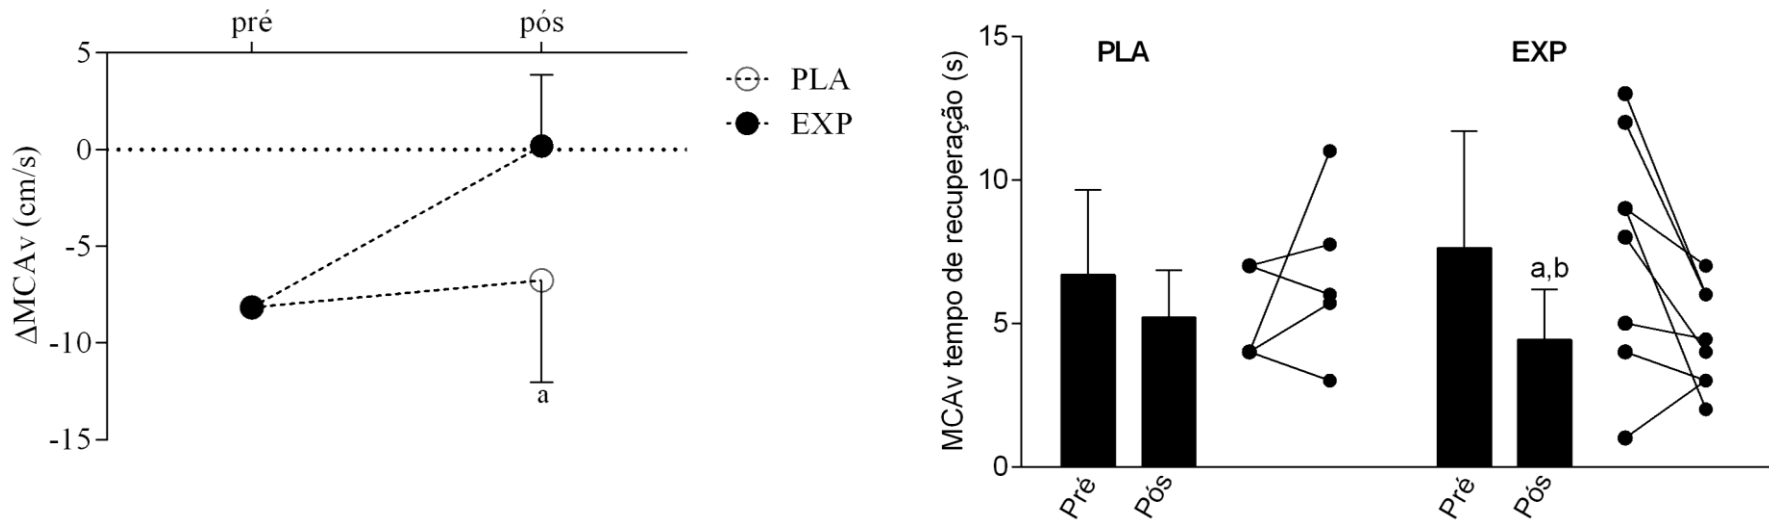 pré pós
5
0
-5
-10
-15
ΔMCAv (cm/s)
PLA
EXP
a
MCAv tempo de recuperação (s)
15
10
5
0
PLA
EXP
a,b
Pré
Pós
Pré
Pós